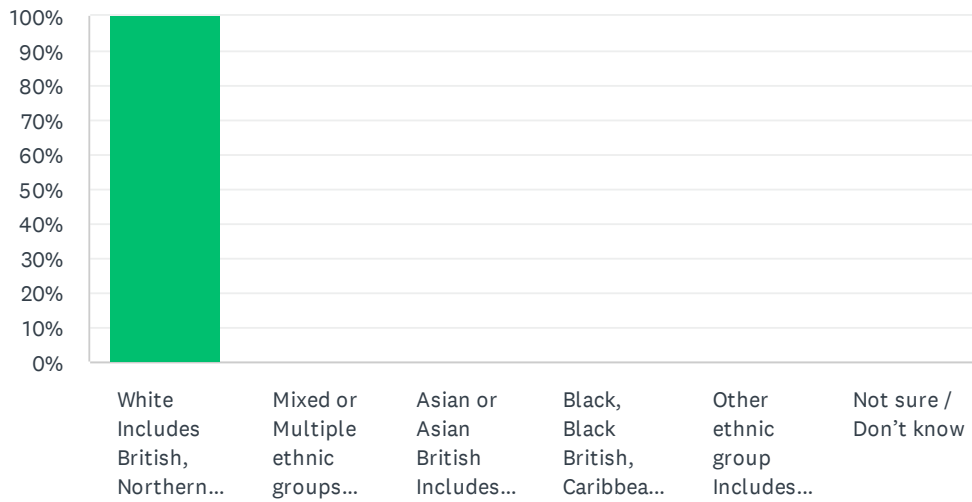 100%
90%
80%
70%
60%
50%
40%
30%
20%
10%
0%
White
Includes
British,
Northern...
Mixed or
Multiple
ethnic
groups...
Asian or
Asian
British
Includes...
Black,
Black
British,
Caribbea...
Other
ethnic
group
Includes...
Not sure /
Don’t know